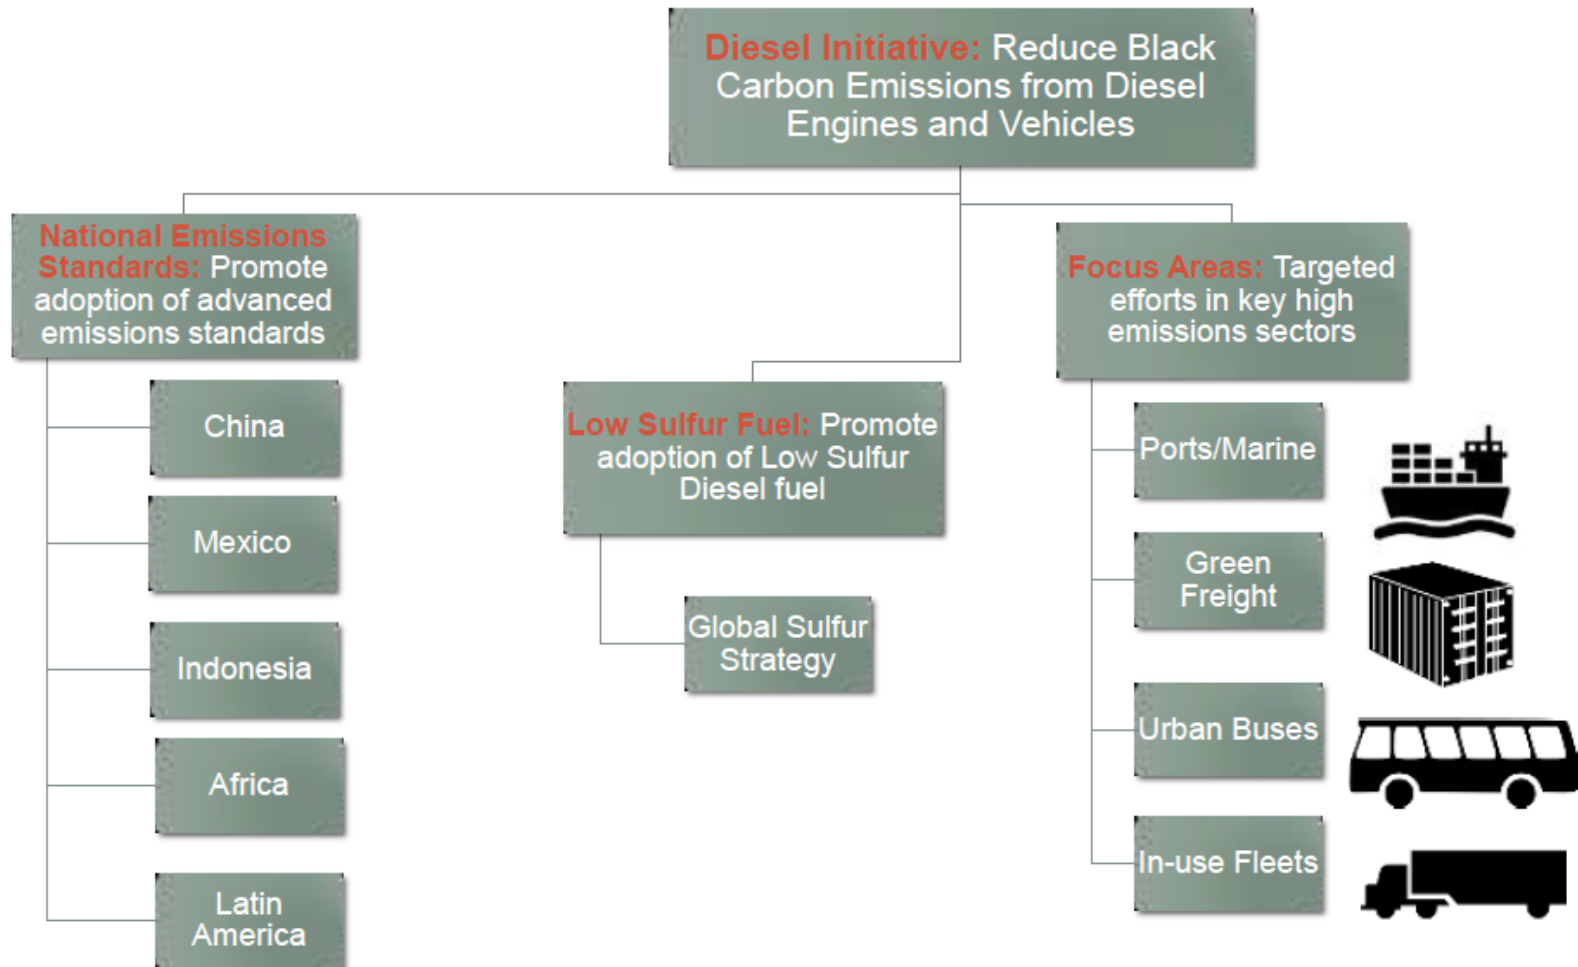 Diesel Initiative: Reduce Black
Carbon Emissions from Diesel
Engines and Vehicles
National Emissions
Standards: Promote
adoption of advanced
emissions standards
China
Mexico
Indonesia
Africa
Latin
America
Low Sulfur Fuel: Promote
adoption of Low Sulfur
Diesel fuel
Global Sulfur
Strategy
Focus Areas: Targeted
efforts in key high
emissions sectors
Ports/Marine
Green
Freight
Urban Buses
In-use Fleets